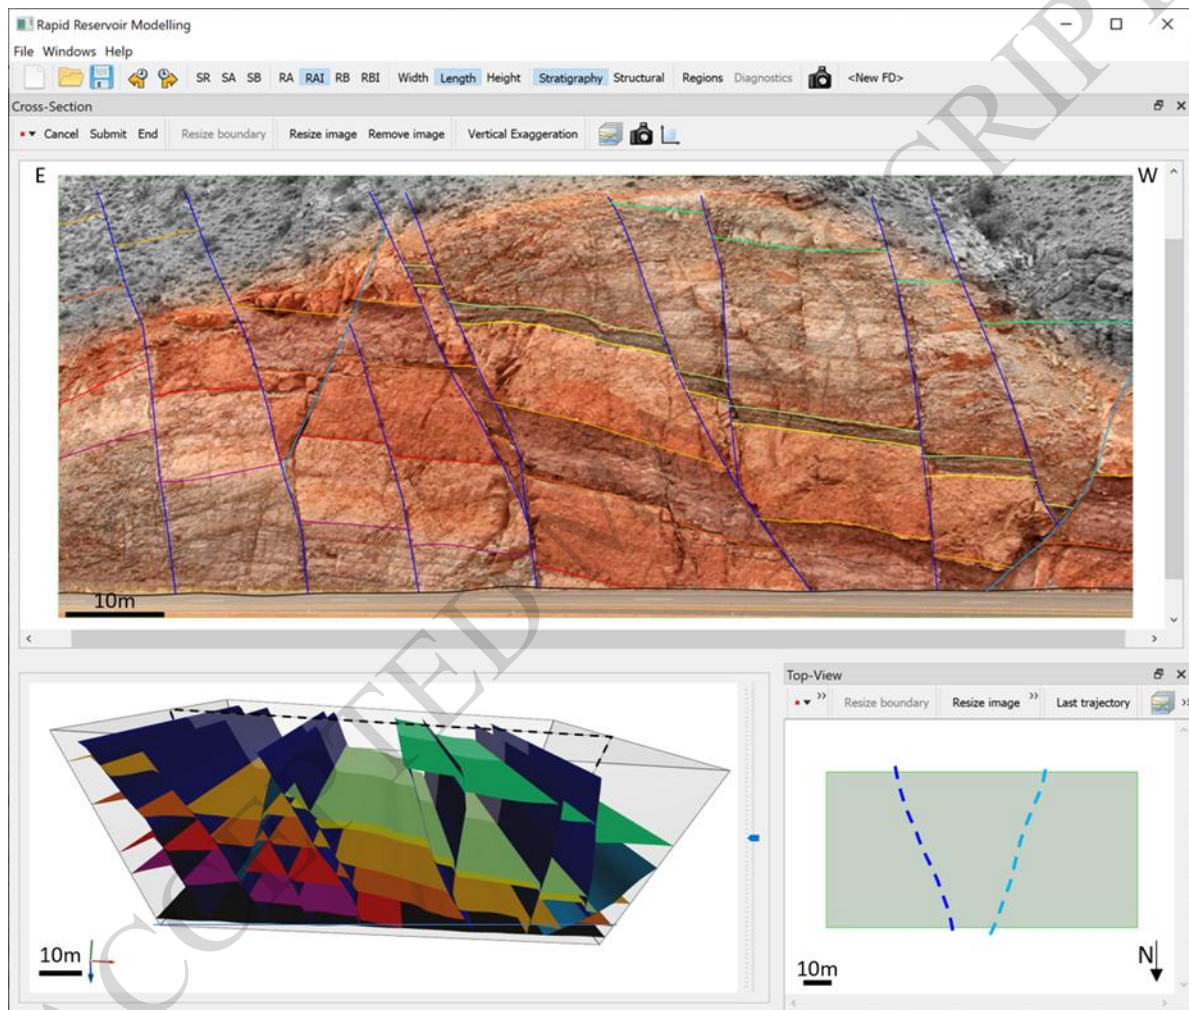 Rapid Reservoir Modelling
File Windows Help
SR SA SB RA RAI RB RBI Width Length Height Stratigraphy Structural Regions Diagnostics <New FD>
Cross-Section
Cancel Submit End Resize boundary Resize image Remove image Vertical Exaggeration
E W
10m
Top-View
Resize boundary Resize image >> Last trajectory
10m
10m
N
ACCEPTED MANUSCRIPT